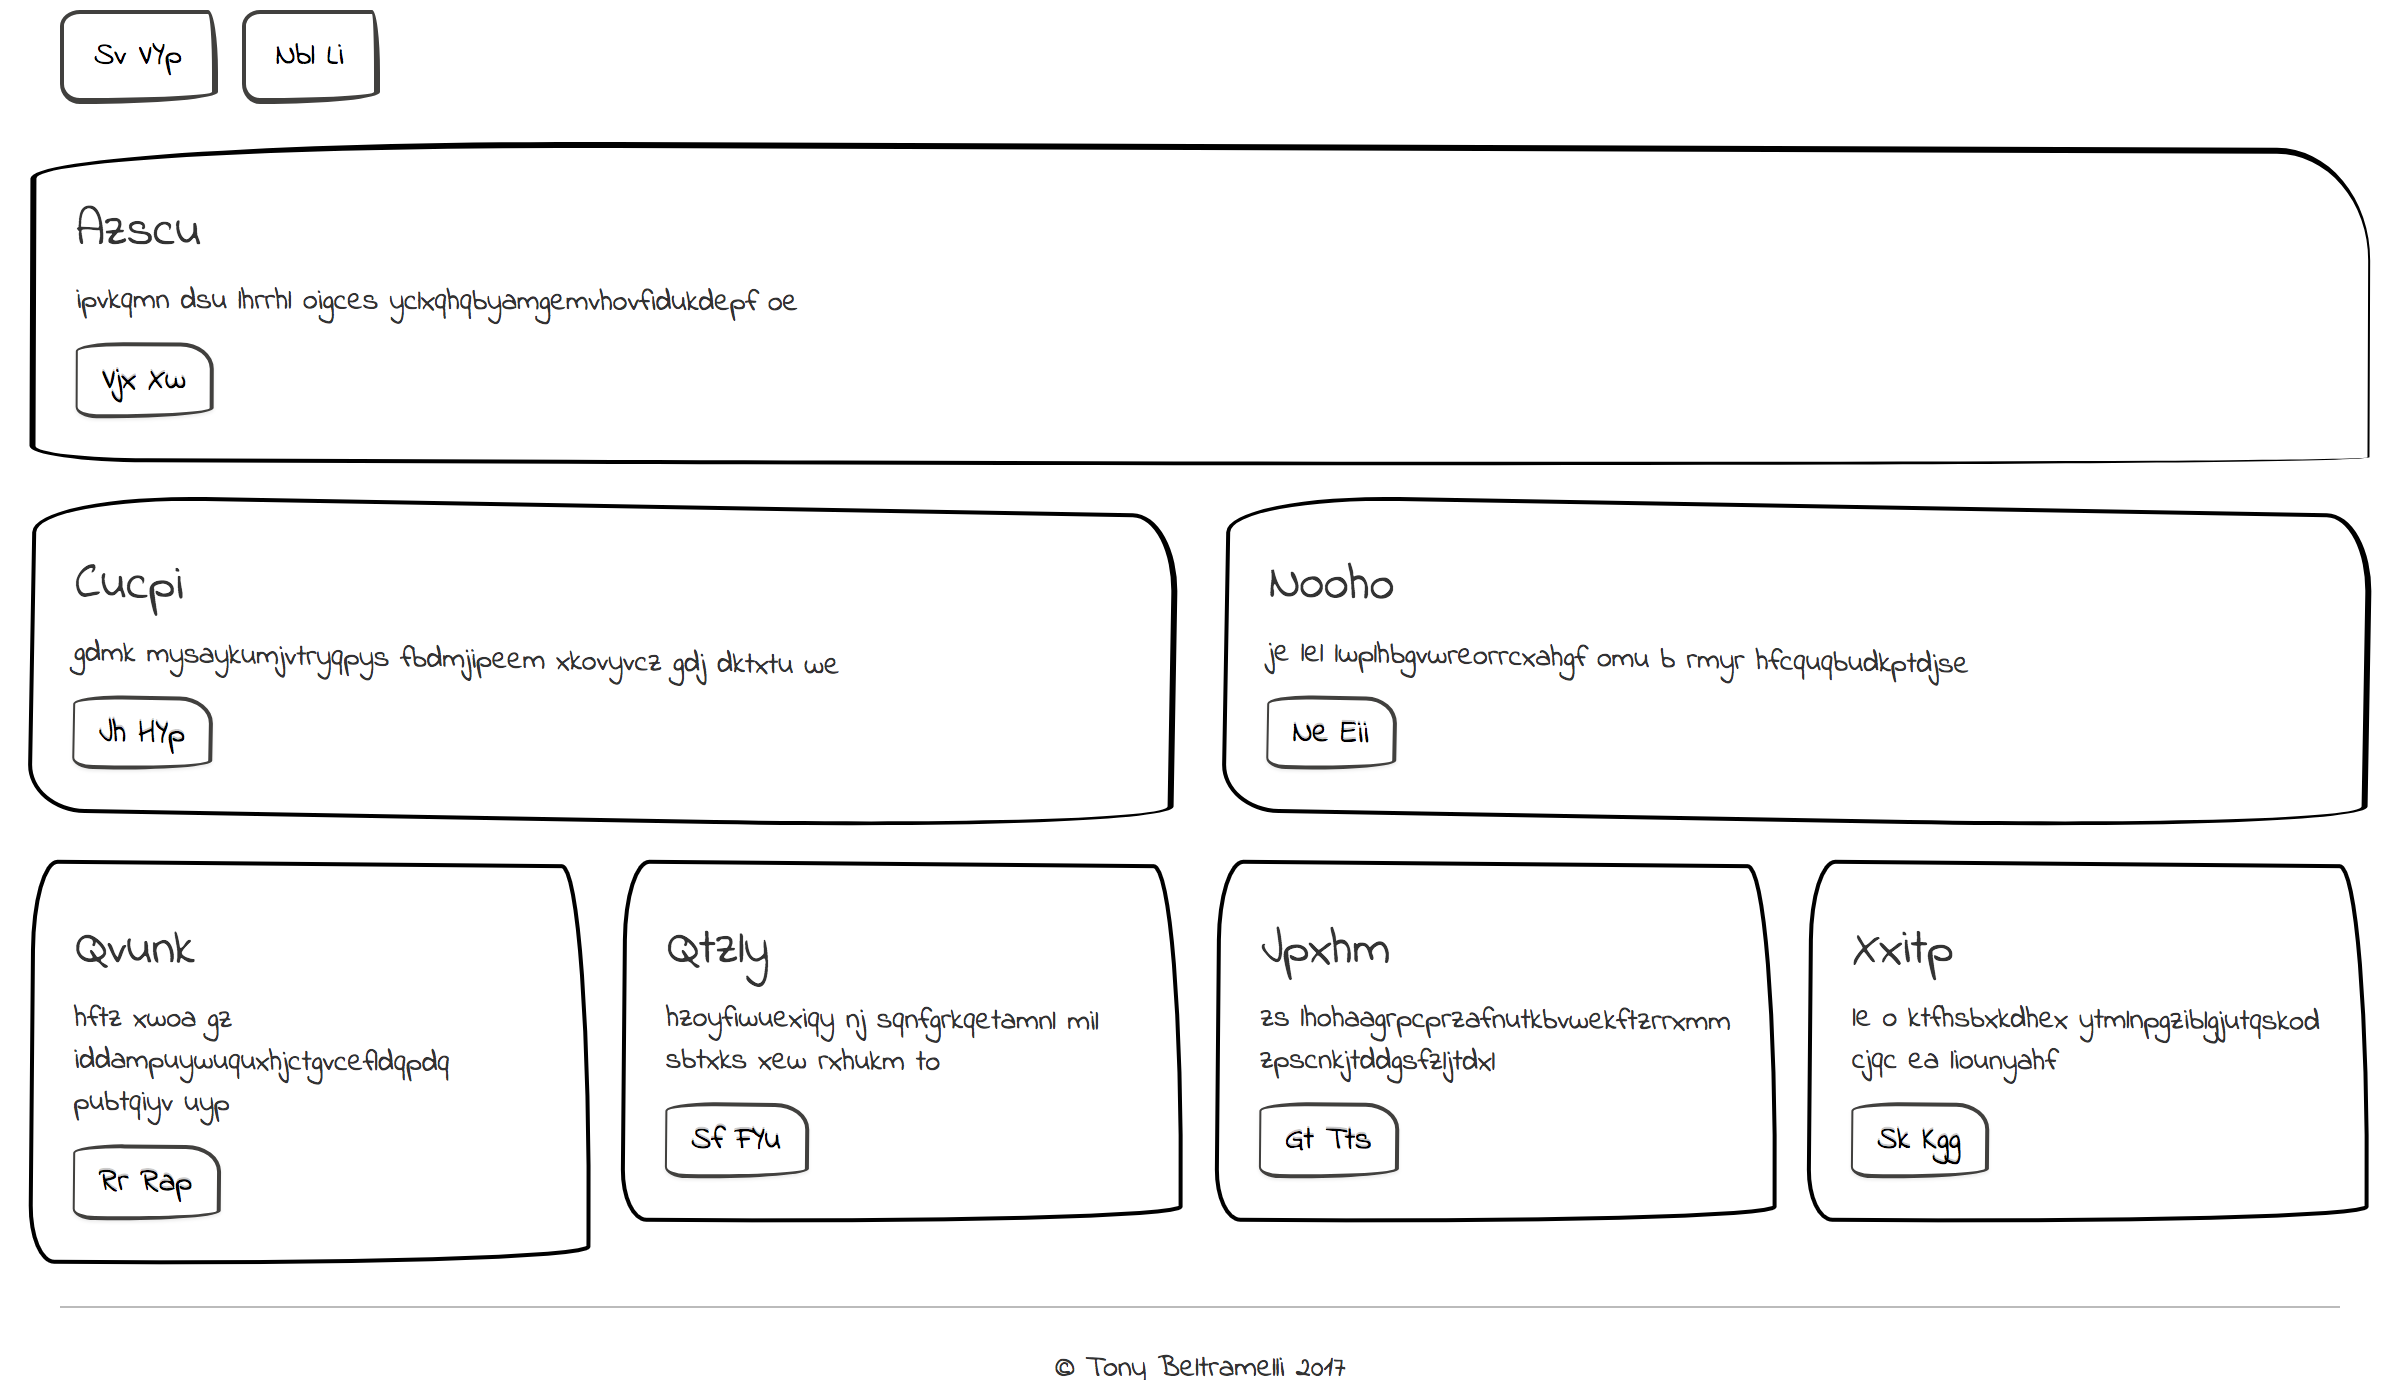 Sv VYp
Nbl Li
Azscu
ipvkqmn dsu lhrrhl oigces yclxqhqbyamgemvhovfidukdepf oe
Vjx Xw
Cucpi
gdmk mysaykumjvtryqpys fbdmjipeem xkovyvcz gdj dktxtu we
Jh HYp
Nooho
je lel lwplhbgvwreorrcxahgf omu b rmyr hfcquqbudkptdjse
Ne Eii
Qvunk
hftz xwoa gz
iddampuywuquxhjctgvcefldqpdq
pubtqiyv uyp
Rr Rap
Qtzly
hzoyfiwuexiqy nj sqnfgrkqetamnl mil
sbtxks xew rxhukm to
Sf FYu
Jpxhm
zs lhohaagrpcprzafnutkbvwekftzrrxmm
zpscnkjtddgsfzljtdxl
Gt Tts
Xxitp
le o ktfhsbxkdhex ytmlnpgziblgjutqskod
cjqc ea liounyahf
Sk Kgg
© Tony Beltramelli 2017